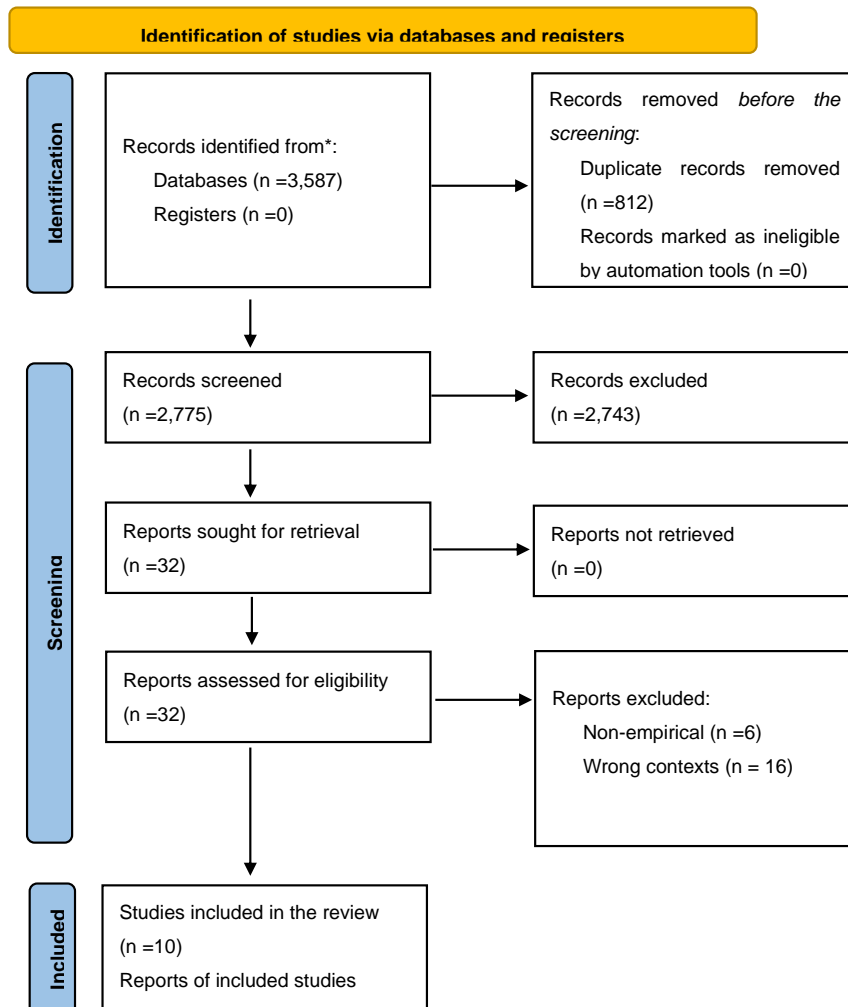 Identification of studies via databases and registers
Identification
Records identified from*:
Databases (n =3,587)
Registers (n =0)
Records removed before the
screening:
Duplicate records removed
(n =812)
Records marked as ineligible
by automation tools (n =0)
Screening
Records screened
(n =2,775)
Records excluded
(n =2,743)
Reports sought for retrieval
(n =32)
Reports not retrieved
(n =0)
Reports assessed for eligibility
(n =32)
Reports excluded:
Non-empirical (n =6)
Wrong contexts (n = 16)
Included
Studies included in the review
(n =10)
Reports of included studies